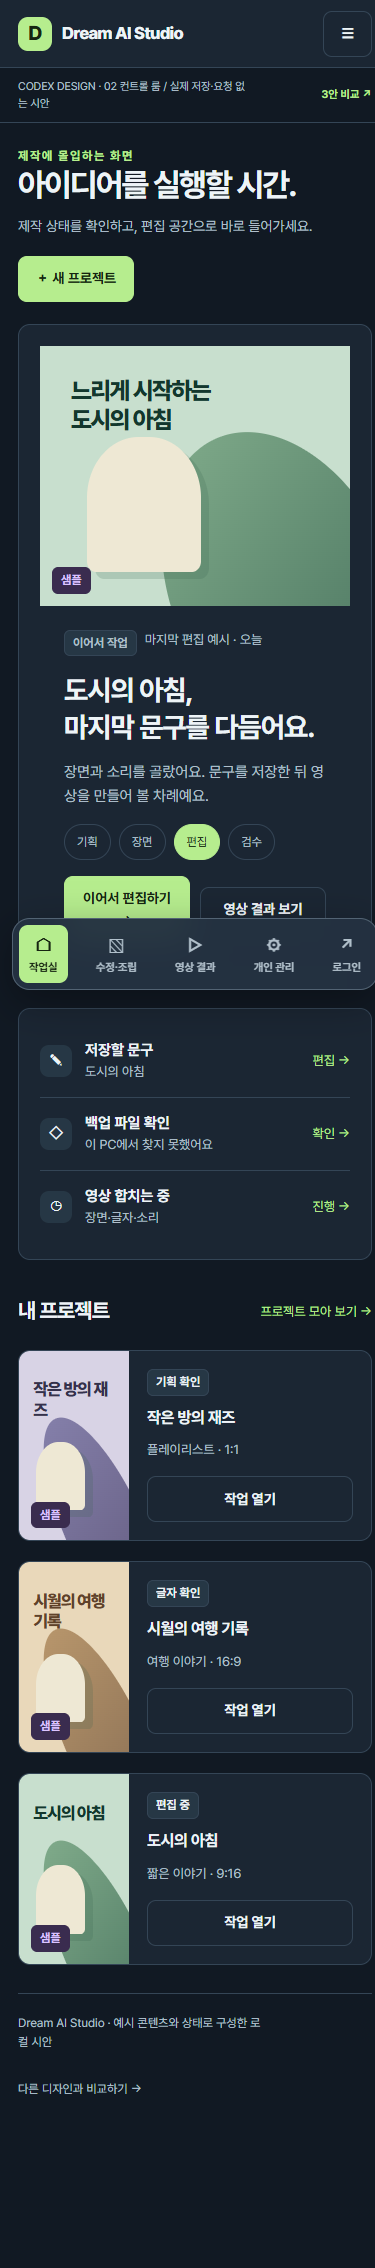 D Dream AI Studio
CODEX DESIGN · 02 컨트롤 룸 / 실제 저장·요청 없
는 시안
3안 비교 ↗
제작에 몰입하는 화면
아이디어를 실행할 시간.
제작 상태를 확인하고, 편집 공간으로 바로 들어가세요.
+ 새 프로젝트
느리게 시작하는
도시의 아침
샘플
이어서 작업 마지막 편집 예시 · 오늘
도시의 아침,
마지막 문구를 다듬어요.
장면과 소리를 골랐어요. 문구를 저장한 뒤 영
상을 만들어 볼 차례예요.
기획 장면 편집 검수
이어서 편집하기
영상 결과 보기
작업실 수정·조립 영상 결과 개인 관리 로그인
저장할 문구
도시의 아침
편집 →
백업 파일 확인
이 PC에서 찾지 못했어요
확인 →
영상 합치는 중
장면·글자·소리
진행 →
내 프로젝트
프로젝트 모아 보기 →
작은 방의 재
즈
샘플
기획 확인
작은 방의 재즈
플레이리스트 · 1:1
작업 열기
시월의 여행
기록
샘플
글자 확인
시월의 여행 기록
여행 이야기 · 16:9
작업 열기
도시의 아침
샘플
편집 중
도시의 아침
짧은 이야기 · 9:16
작업 열기
Dream AI Studio · 예시 콘텐츠와 상태로 구성한 로
컬 시안
다른 디자인과 비교하기 →